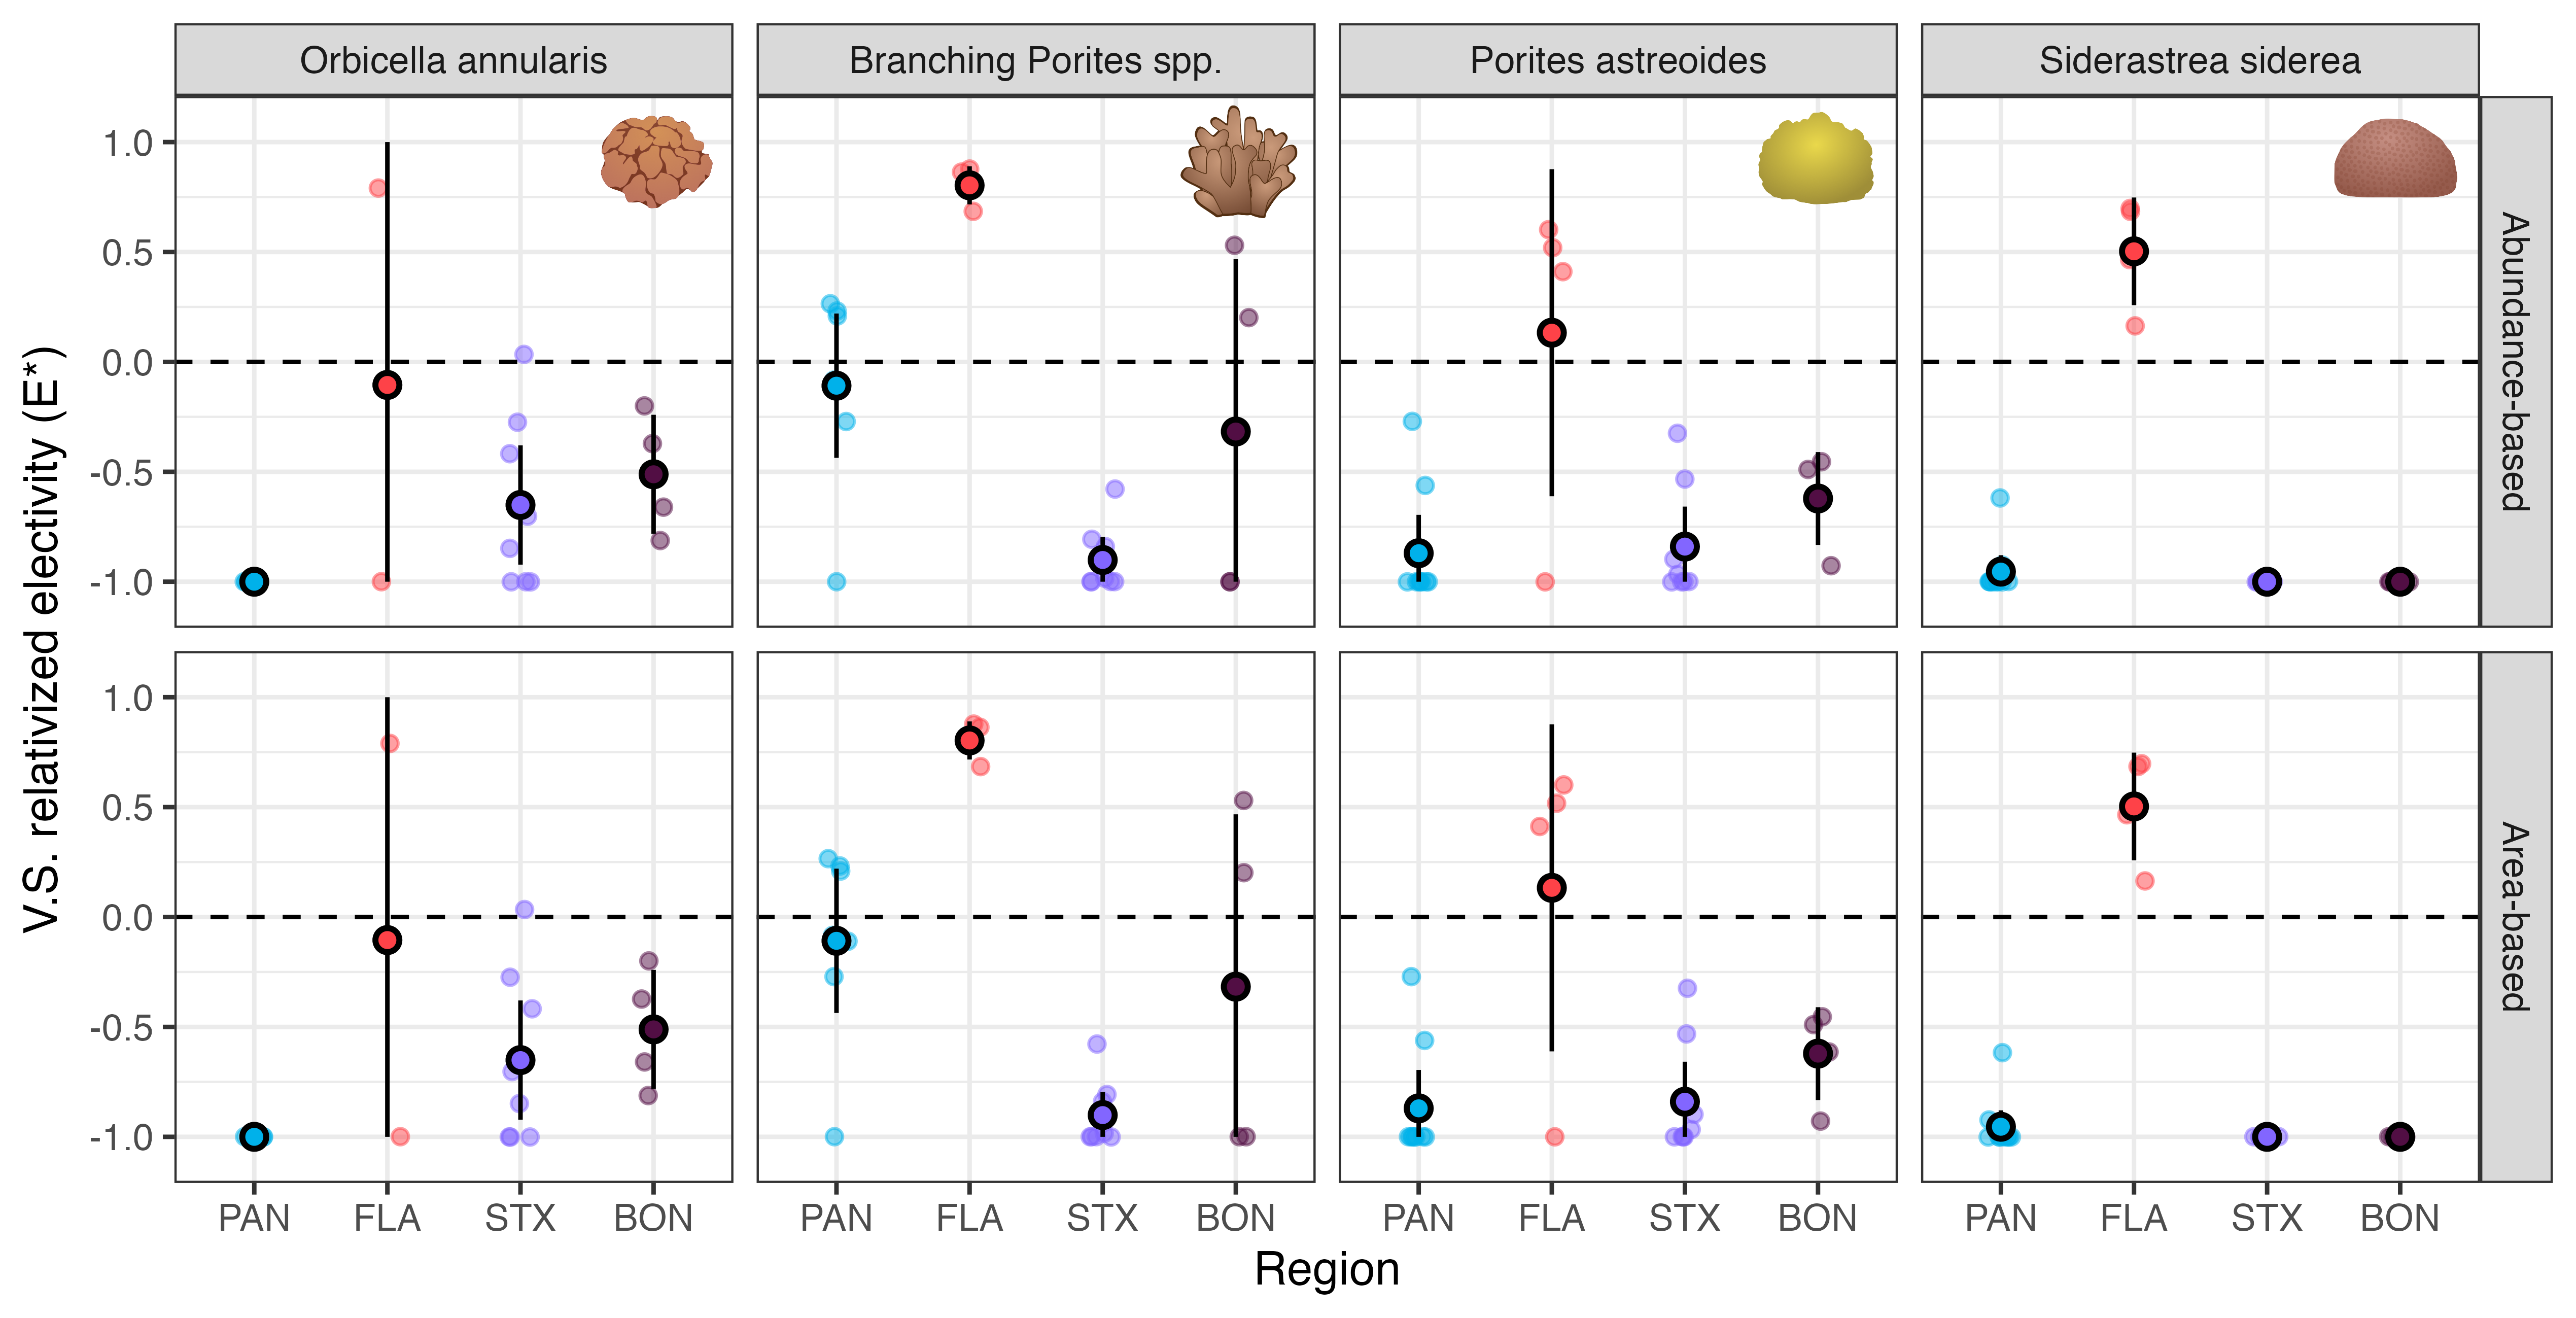 Orbicella annularis
Branching Porites spp.
Porites astreoides
Siderastrea siderea
V.S. relativized electivity (E*)
1.0
0.5
0.0
-0.5
-1.0
Abundance-based
1.0
0.5
0.0
-0.5
-1.0
Area-based
PAN FLA STX BON
PAN FLA STX BON
PAN FLA STX BON
PAN FLA STX BON
Region